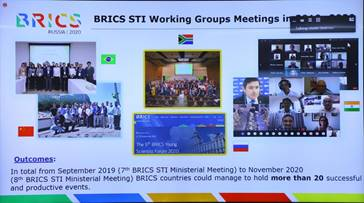 BRICS
RUSSIA | 2020
BRICS STI Working Groups Meetings in
BRICS
The 5th BRICS Young
Scientists Forum 2020
Outcomes:
In total from September 2019 (7th BRICS STI Ministerial Meeting) to November 2020
(8th BRICS STI Ministerial Meeting) BRICS countries could manage to hold more than 20 successful
and productive events.